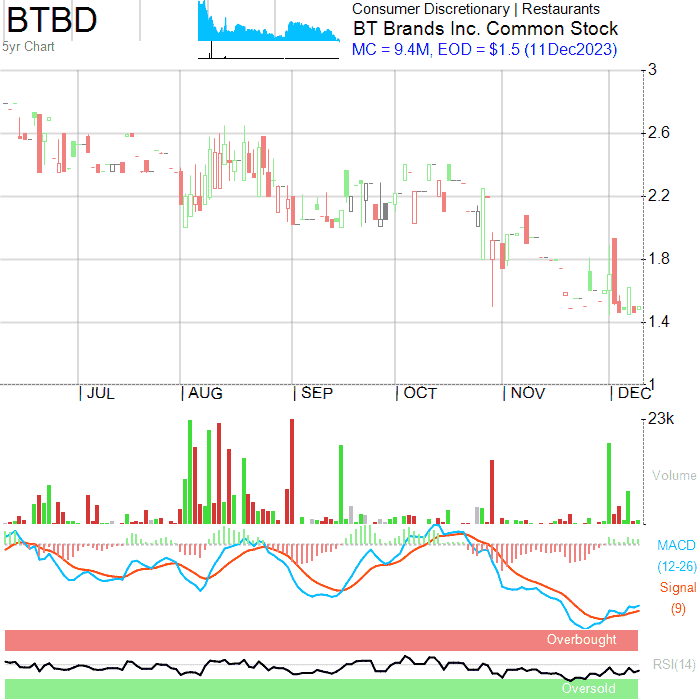 BTBD
5yr Chart
Consumer Discretionary | Restaurants
BT Brands Inc. Common Stock
MC = 9.4M, EOD = $1.5 (11Dec2023)
3
2.6
2.2
1.8
1.4
1
| JUL | AUG | SEP | OCT | NOV | DEC
23k
Volume
MACD
(12-26)
Signal
(9)
Overbought
RSI(14)
Oversold